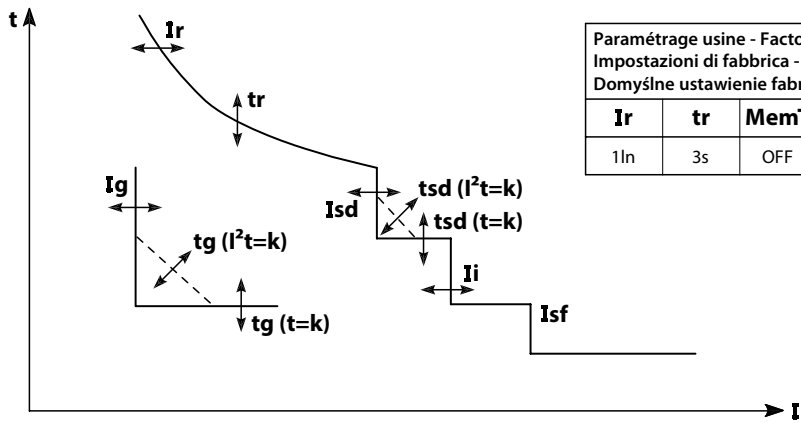 t
Ir
tr
Ig
tg (I²t=k)
tg (t=k)
Isd
tsd (I²t=k)
tsd (t=k)
Ii
Isf
I
Paramétrage usine - Facto
Impostazioni di fabbrica -
Domyślne ustawienie fabr
Ir tr Mem
1In 3s OFF